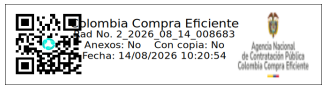 Colombia Compra Eficiente
Rad No. 2_2026_08_14_008683
Anexos: No Con copia: No
Fecha: 14/08/2026 10:20:54
Agencia Nacional
de Contratación Pública
Colombia Compra Eficiente